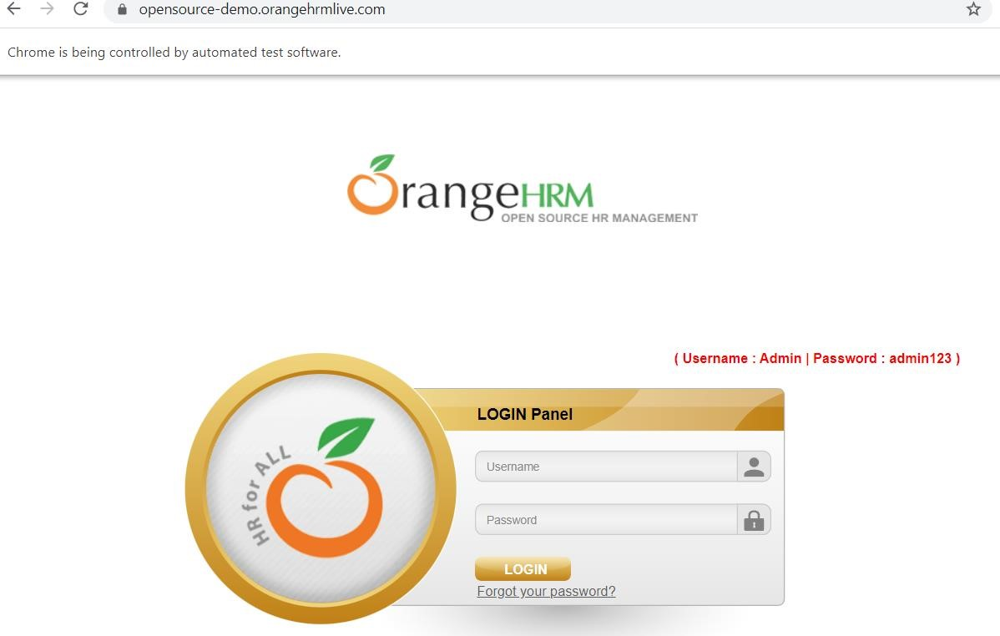 opensource-demo.orangehrmlive.com
Chrome is being controlled by automated test software.
OrangeHRM
OPEN SOURCE HR MANAGEMENT
( Username : Admin | Password : admin123 )
HR for ALL
LOGIN Panel
Username
Password
LOGIN
Forgot your password?